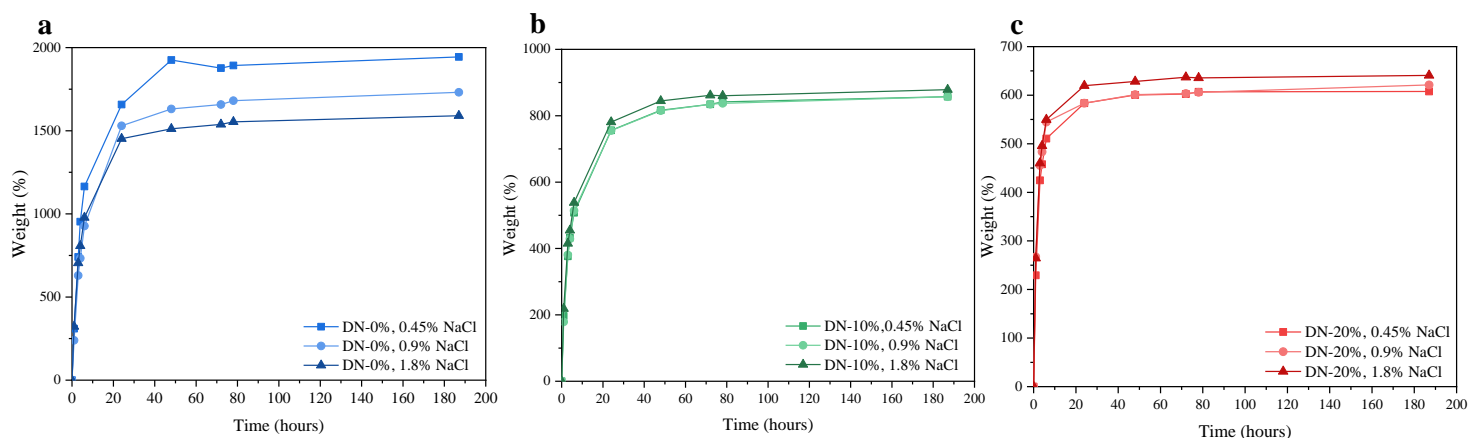 a
2000
1500
1000
500
0
Weight (%)
0 20 40 60 80 100 120 140 160 180 200
Time (hours)
DN-0%, 0.45% NaCl
DN-0%, 0.9% NaCl
DN-0%, 1.8% NaCl
b
1000
800
600
400
200
0
Weight (%)
0 20 40 60 80 100 120 140 160 180 200
Time (hours)
DN-10%,0.45% NaCl
DN-10%, 0.9% NaCl
DN-10%, 1.8% NaCl
c
700
600
500
400
300
200
100
0
Weight (%)
0 20 40 60 80 100 120 140 160 180 200
Time (hours)
DN-20%, 0.45% NaCl
DN-20%, 0.9% NaCl
DN-20%, 1.8% NaCl